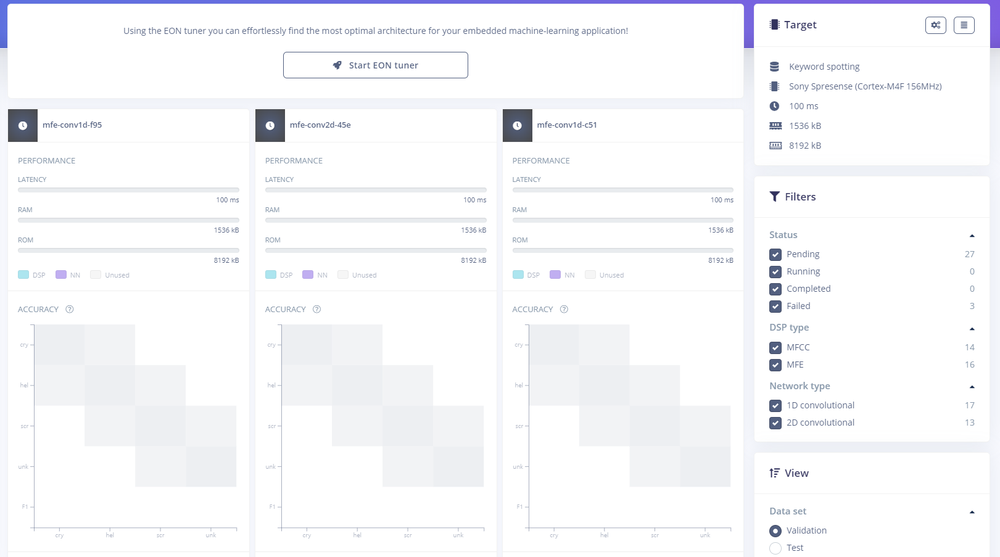 Using the EON tuner you can effortlessly find the most optimal architecture for your embedded machine-learning application!
Start EON tuner
mfe-conv1d-f95
PERFORMANCE
LATENCY
100 ms
RAM
1536 kB
ROM
8192 kB
DSP NN Unused
ACCURACY ?
cry
hel
scr
unk
F1
cry hel scr unk
mfe-conv2d-45e
PERFORMANCE
LATENCY
100 ms
RAM
1536 kB
ROM
8192 kB
DSP NN Unused
ACCURACY ?
cry
hel
scr
unk
F1
cry hel scr unk
mfe-conv1d-c51
PERFORMANCE
LATENCY
100 ms
RAM
1536 kB
ROM
8192 kB
DSP NN Unused
ACCURACY ?
cry
hel
scr
unk
F1
cry hel scr unk
Target
Keyword spotting
Sony Spresense (Cortex-M4F 156MHz)
100 ms
1536 kB
8192 kB
Filters
Status
Pending 27
Running 0
Completed 0
Failed 3
DSP type
MFCC 14
MFE 16
Network type
1D convolutional 17
2D convolutional 13
View
Data set
Validation
Test